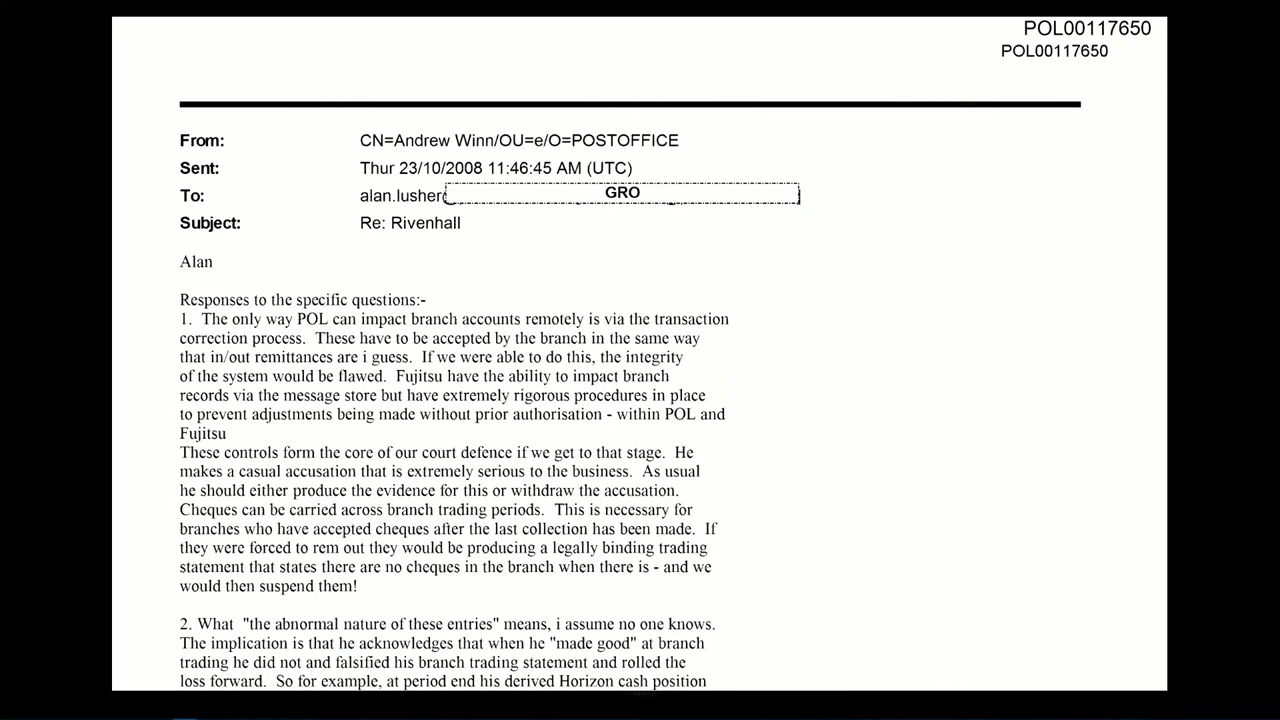 POL00117650
POL00117650
From: CN=Andrew Winn/OU=e/O=POSTOFFICE
Sent: Thur 23/10/2008 11:46:45 AM (UTC)
To: alan.lusher GRO
Subject: Re: Rivenhall
Alan
Responses to the specific questions:-
1. The only way POL can impact branch accounts remotely is via the transaction
correction process. These have to be accepted by the branch in the same way
that in/out remittances are i guess. If we were able to do this, the integrity
of the system would be flawed. Fujitsu have the ability to impact branch
records via the message store but have extremely rigorous procedures in place
to prevent adjustments being made without prior authorisation - within POL and
Fujitsu
These controls form the core of our court defence if we get to that stage. He
makes a casual accusation that is extremely serious to the business. As usual
he should either produce the evidence for this or withdraw the accusation.
Cheques can be carried across branch trading periods. This is necessary for
branches who have accepted cheques after the last collection has been made. If
they were forced to rem out they would be producing a legally binding trading
statement that states there are no cheques in the branch when there is - and we
would then suspend them!
2. What "the abnormal nature of these entries" means, i assume no one knows.
The implication is that he acknowledges that when he "made good" at branch
trading he did not and falsified his branch trading statement and rolled the
loss forward. So for example, at period end his derived Horizon cash position